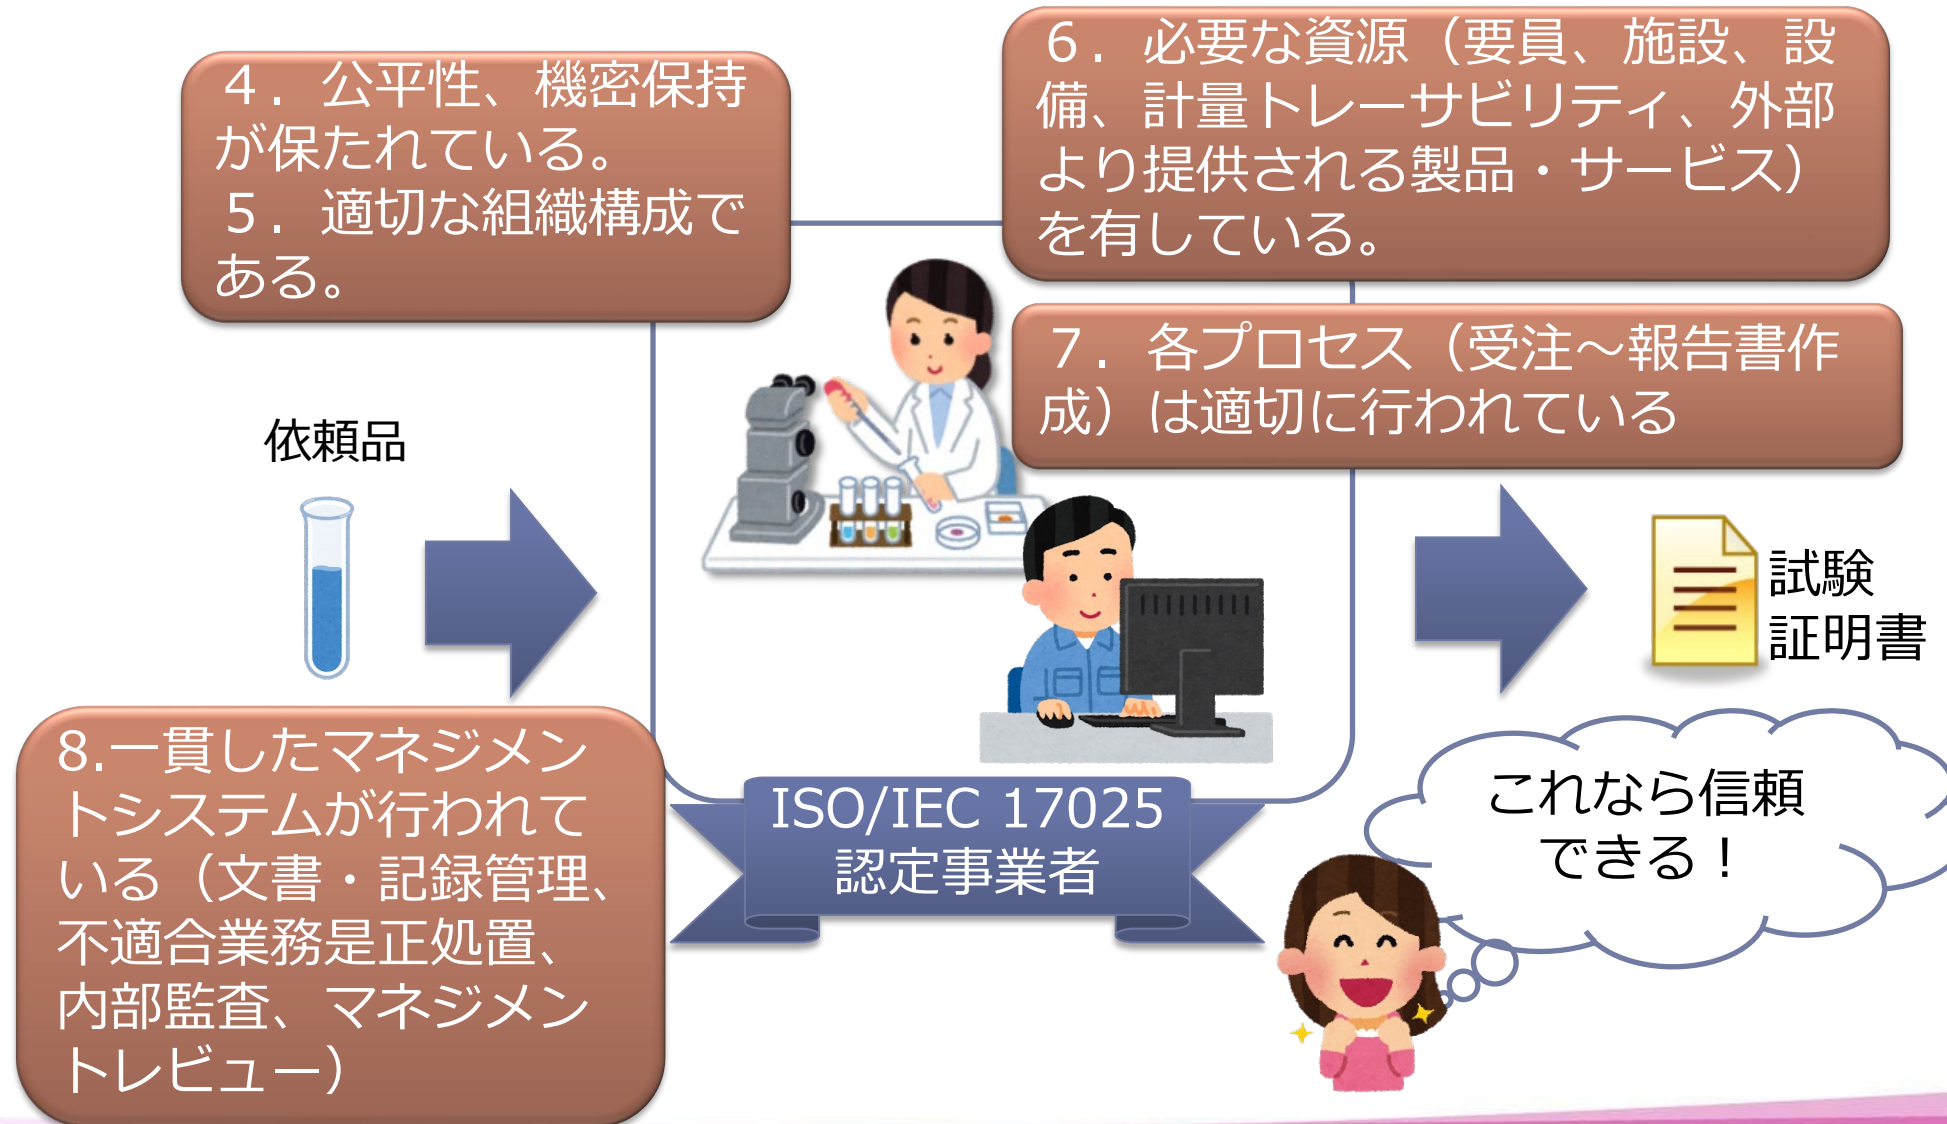 ４．公平性、機密保持
が保たれている。
５．適切な組織構成で
ある。
６．必要な資源（要員、施設、設
備、計量トレーサビリティ、外部
より提供される製品・サービス）
を有している。
７．各プロセス（受注～報告書作
成）は適切に行われている
依頼品
試験
証明書
8.一貫したマネジメン
トシステムが行われて
いる（文書・記録管理、
不適合業務是正処置、
内部監査、マネジメン
トレビュー）
ISO/IEC 17025
認定事業者
これなら信頼
できる！